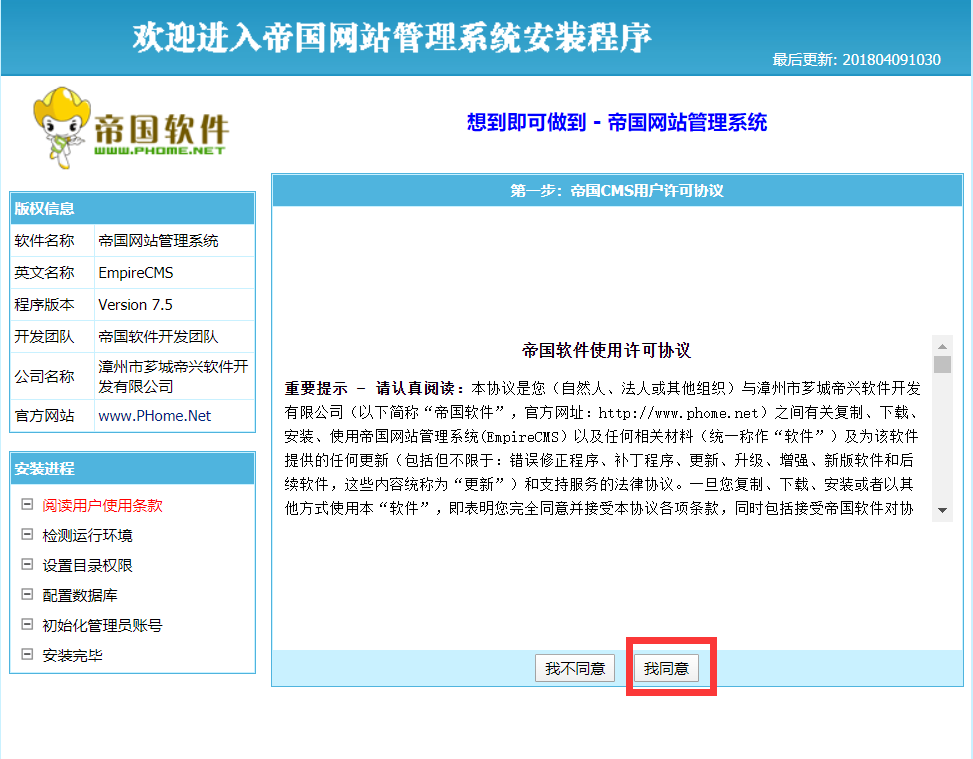 欢迎进入帝国网站管理系统安装程序
最后更新: 201804091030
帝国软件
WWW.PHOME.NET
想到即可做到 - 帝国网站管理系统
版权信息
软件名称 帝国网站管理系统
英文名称 EmpireCMS
程序版本 Version 7.5
开发团队 帝国软件开发团队
公司名称 漳州市芗城帝兴软件开
发有限公司
官方网站 www.PHome.Net
安装进程
阅读用户使用条款
检测运行环境
设置目录权限
配置数据库
初始化管理员账号
安装完毕
第一步：帝国CMS用户许可协议
帝国软件使用许可协议
重要提示 - 请认真阅读：本协议是您（自然人、法人或其他组织）与漳州市芗城帝兴软件开发
有限公司（以下简称“帝国软件”，官方网址：http://www.phome.net）之间有关复制、下载、
安装、使用帝国网站管理系统(EmpireCMS）以及任何相关材料（统一称作“软件”）及为该软件
提供的任何更新（包括但不限于：错误修正程序、补丁程序、更新、升级、增强、新版软件和后
续软件，这些内容统称为“更新”）和支持服务的法律协议。一旦您复制、下载、安装或者以其
他方式使用本“软件”，即表明您完全同意并接受本协议各项条款，同时包括接受帝国软件对协
我不同意 我同意